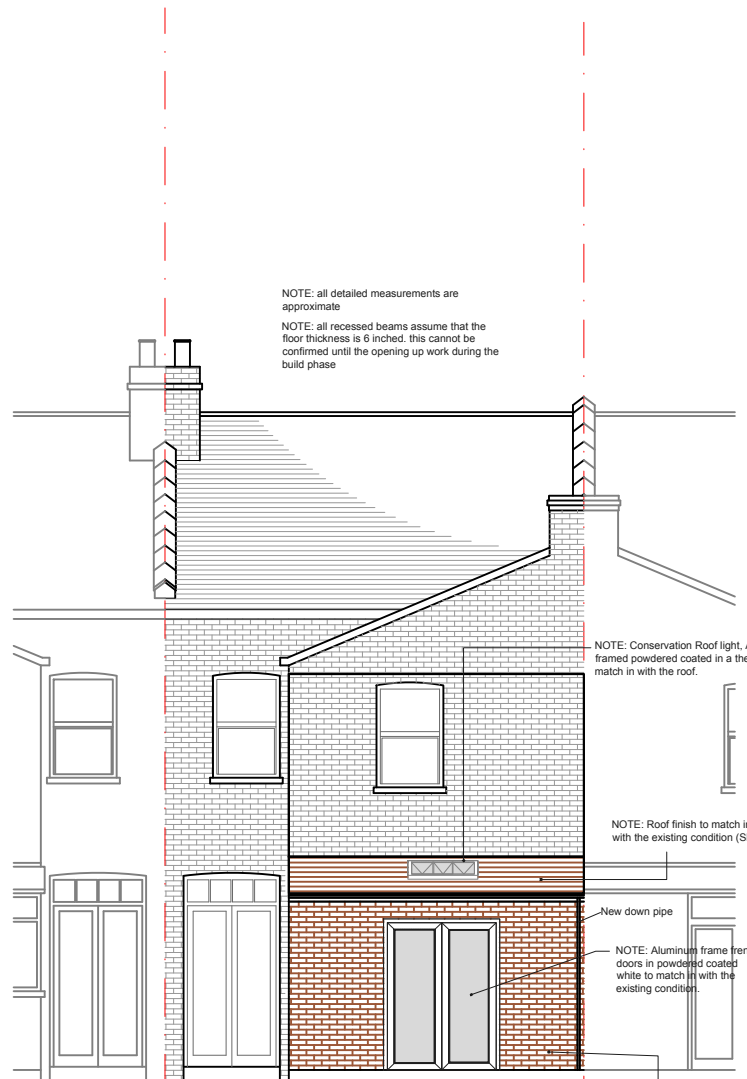 NOTE: all detailed measurements are
approximate
NOTE: all recessed beams assume that the
floor thickness is 6 inched. this cannot be
confirmed until the opening up work during the
build phase
NOTE: Conservation Roof light,
framed powdered coated in a
match in with the roof.
NOTE: Roof finish to match
with the existing condition
New down pipe
NOTE: Aluminum frame
doors in powdered coated
white to match in with the
existing condition.